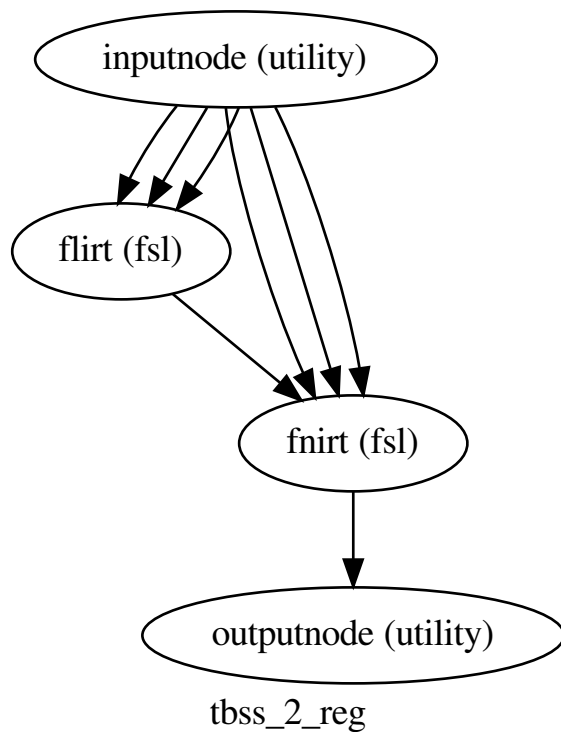 inputnode (utility)
flirt (fsl)
fnirt (fsl)
outputnode (utility)
tbss_2_reg